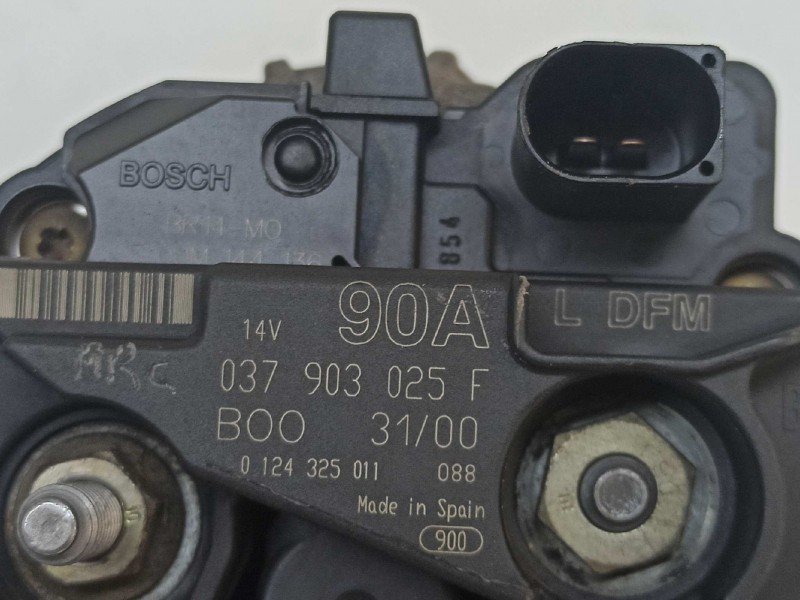 BOSCH
854
90A
L DFM
14V
037 903 025 F
BOO 31/00
0 124 325 011 088
Made in Spain
900